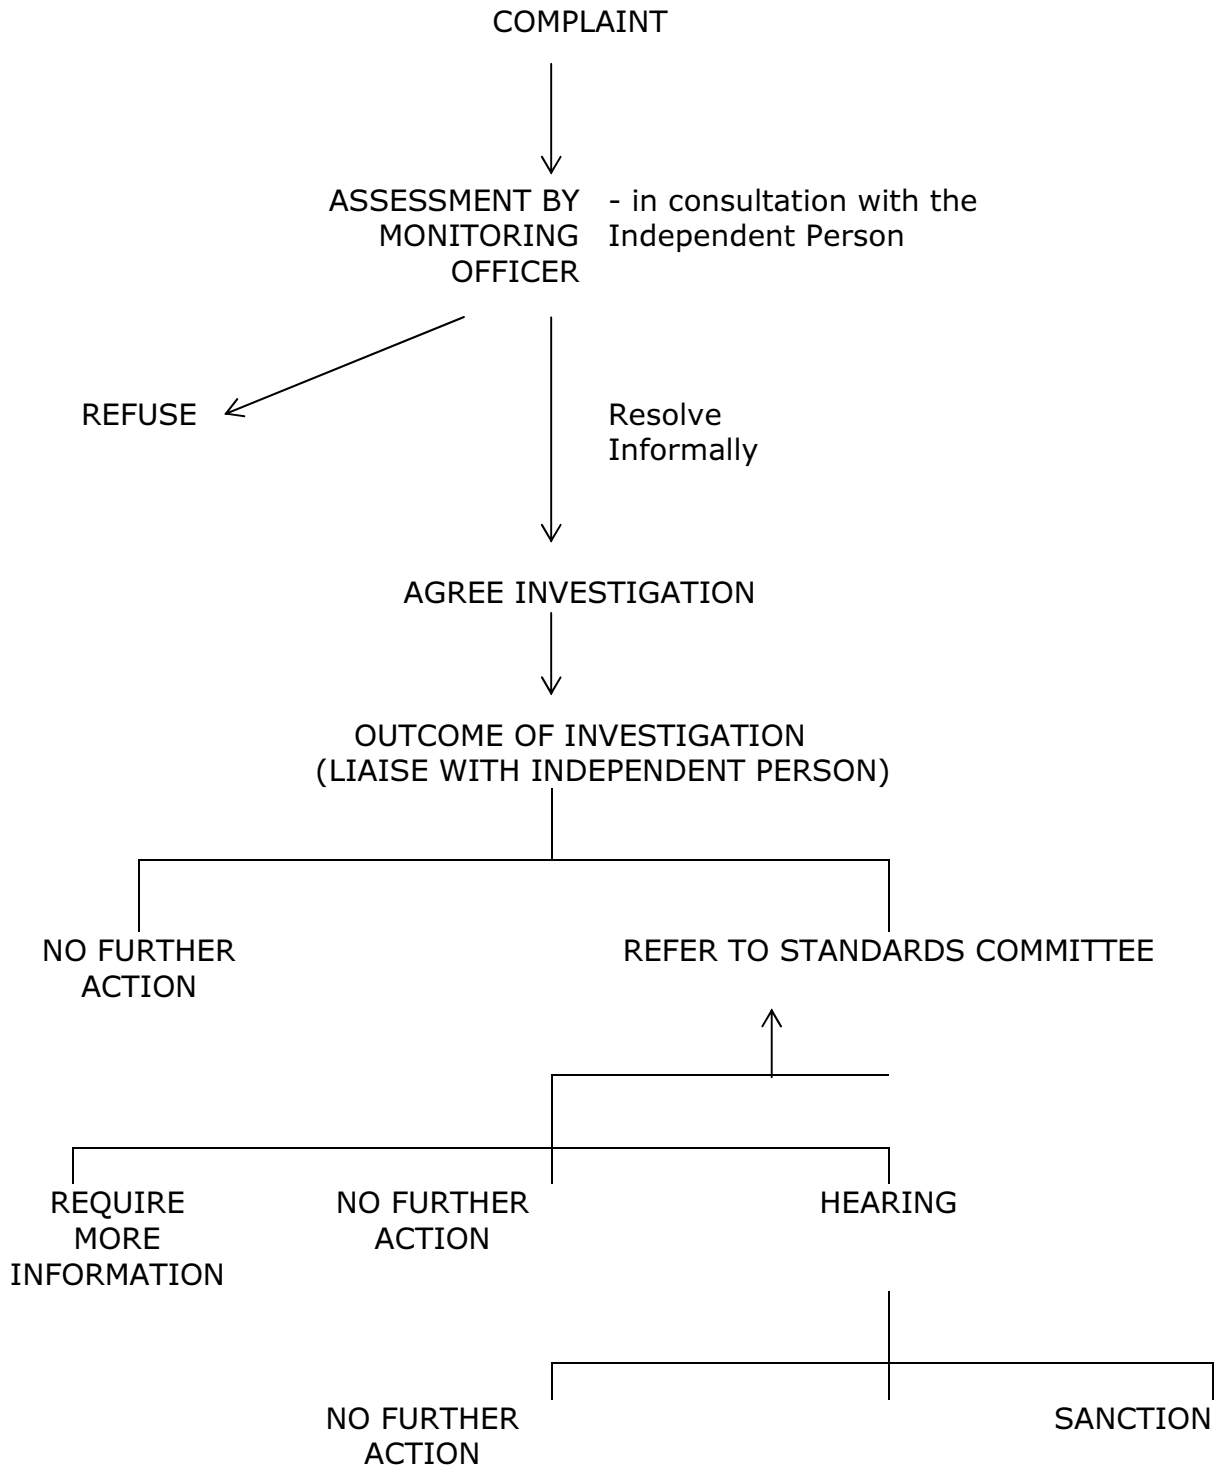 COMPLAINT
ASSESSMENT BY
MONITORING
OFFICER
- in consultation with the
Independent Person
REFUSE
Resolve
Informally
AGREE INVESTIGATION
OUTCOME OF INVESTIGATION
(LIAISE WITH INDEPENDENT PERSON)
NO FURTHER
ACTION
REFER TO STANDARDS COMMITTEE
REQUIRE
MORE
INFORMATION
NO FURTHER
ACTION
HEARING
NO FURTHER
ACTION
SANCTION